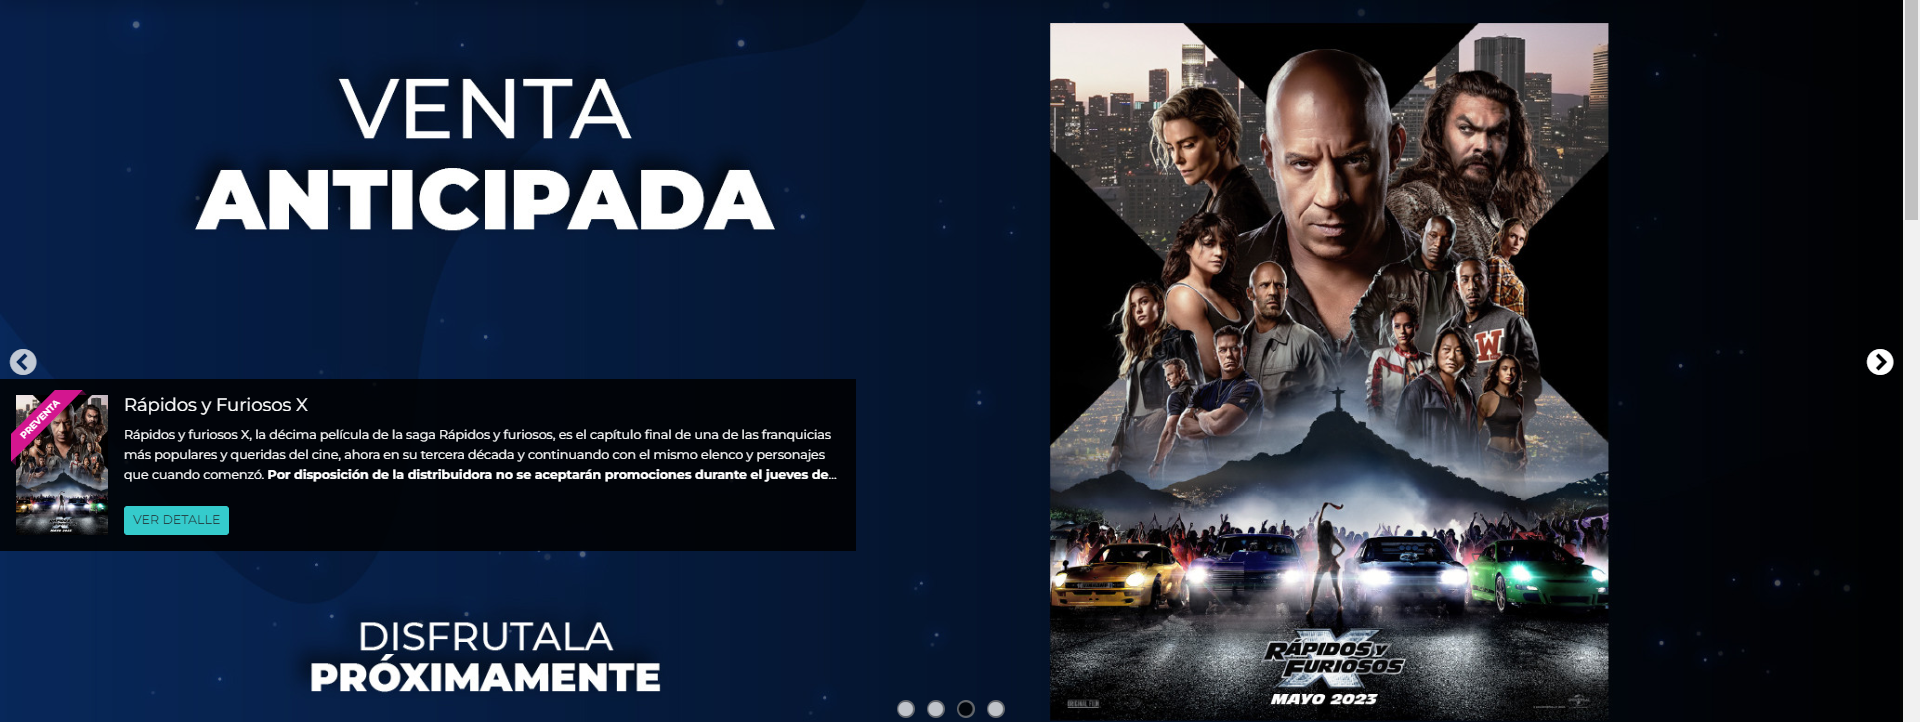 VENTA
ANTICIPADA
PREVENTA
Rápidos y Furiosos X
Rápidos y furiosos X, la décima película de la saga Rápidos y furiosos, es el capítulo final de una de las franquicias
más populares y queridas del cine, ahora en su tercera década y continuando con el mismo elenco y personajes
que cuando comenzó. Por disposición de la distribuidora no se aceptarán promociones durante el jueves de...
VER DETALLE
DISFRUTALA
PRÓXIMAMENTE
W
X
RÁPIDOS Y
FURIOSOS
MAYO 2023